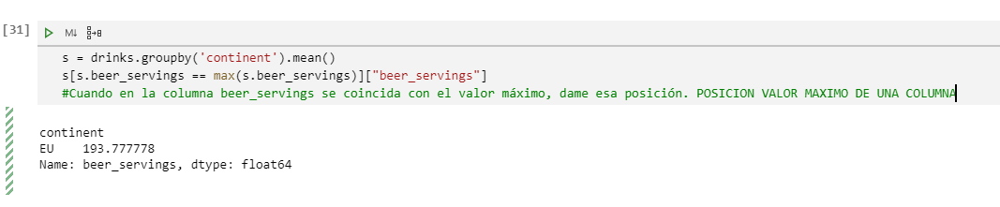 [31]
M↓
s = drinks.groupby('continent').mean()
s[s.beer_servings == max(s.beer_servings)]["beer_servings"]
#Cuando en la columna beer_servings se coincida con el valor máximo, dame esa posición. POSICION VALOR MAXIMO DE UNA COLUMNA
continent
EU    193.777778
Name: beer_servings, dtype: float64